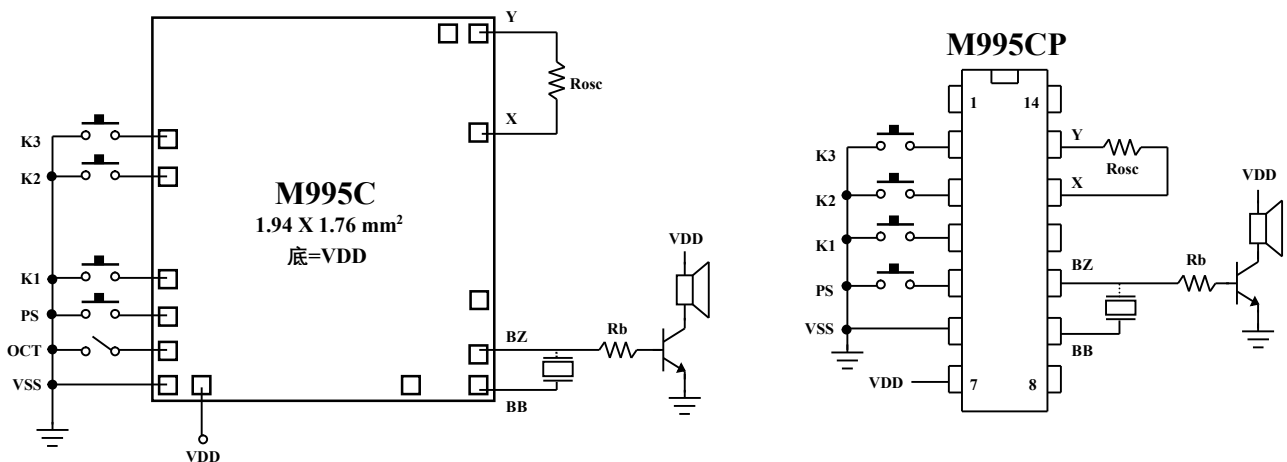 Y
Rosc
X
K3
K2
M995C
1.94 X 1.76 mm²
底=VDD
K1
PS
OCT
VSS
VDD
BZ
BB
Rb
VDD
M995CP
1
14
K3
K2
K1
PS
VSS
VDD
7
8
Y
Rosc
X
BZ
BB
Rb
VDD